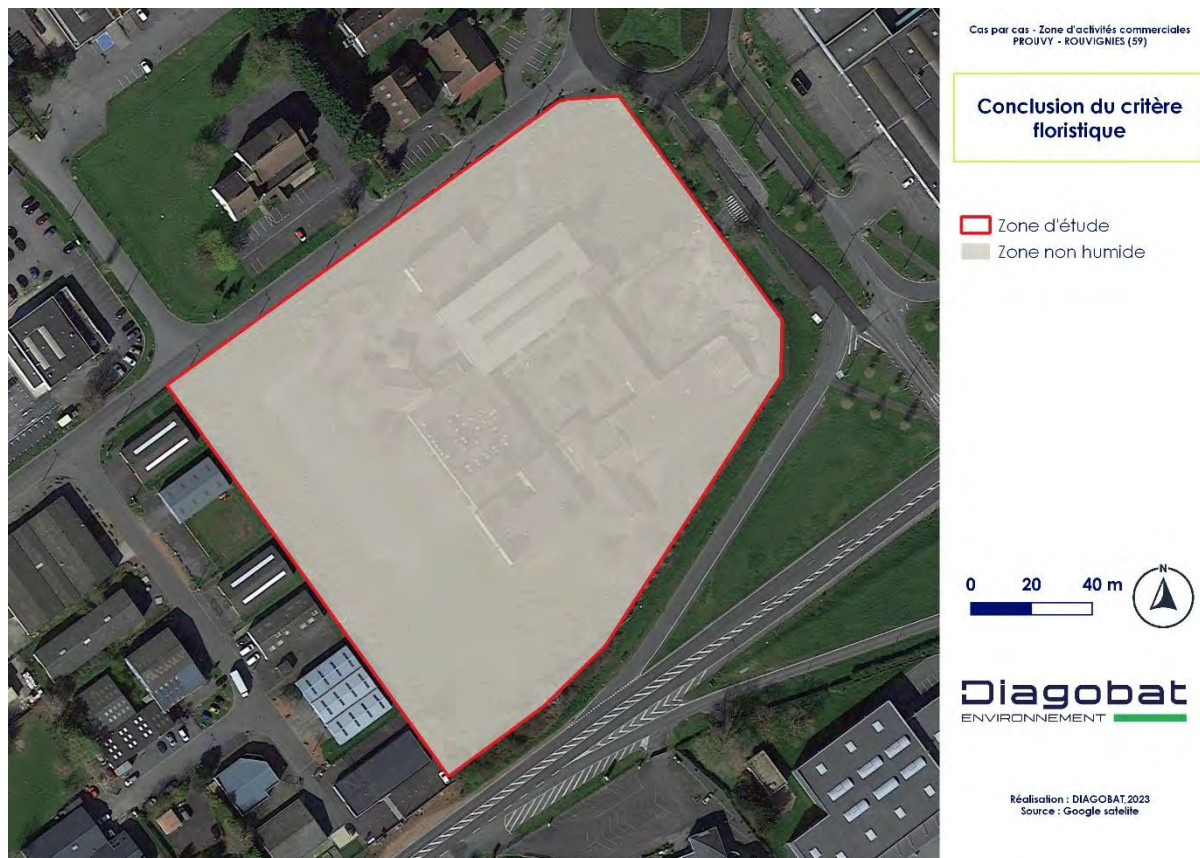 Cas par cas - Zone d'activités commerciales
PROUVY - ROUVIGNIES (59)
Conclusion du critère
floristique
Zone d'étude
Zone non humide
0 20 40 m
N
Diagobat
ENVIRONNEMENT
Réalisation : DIAGOBAT,2023
Source : Google satelite